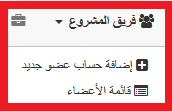 فريق المشروع
إضافة حساب عضو جديد
قائمة الأعضاء